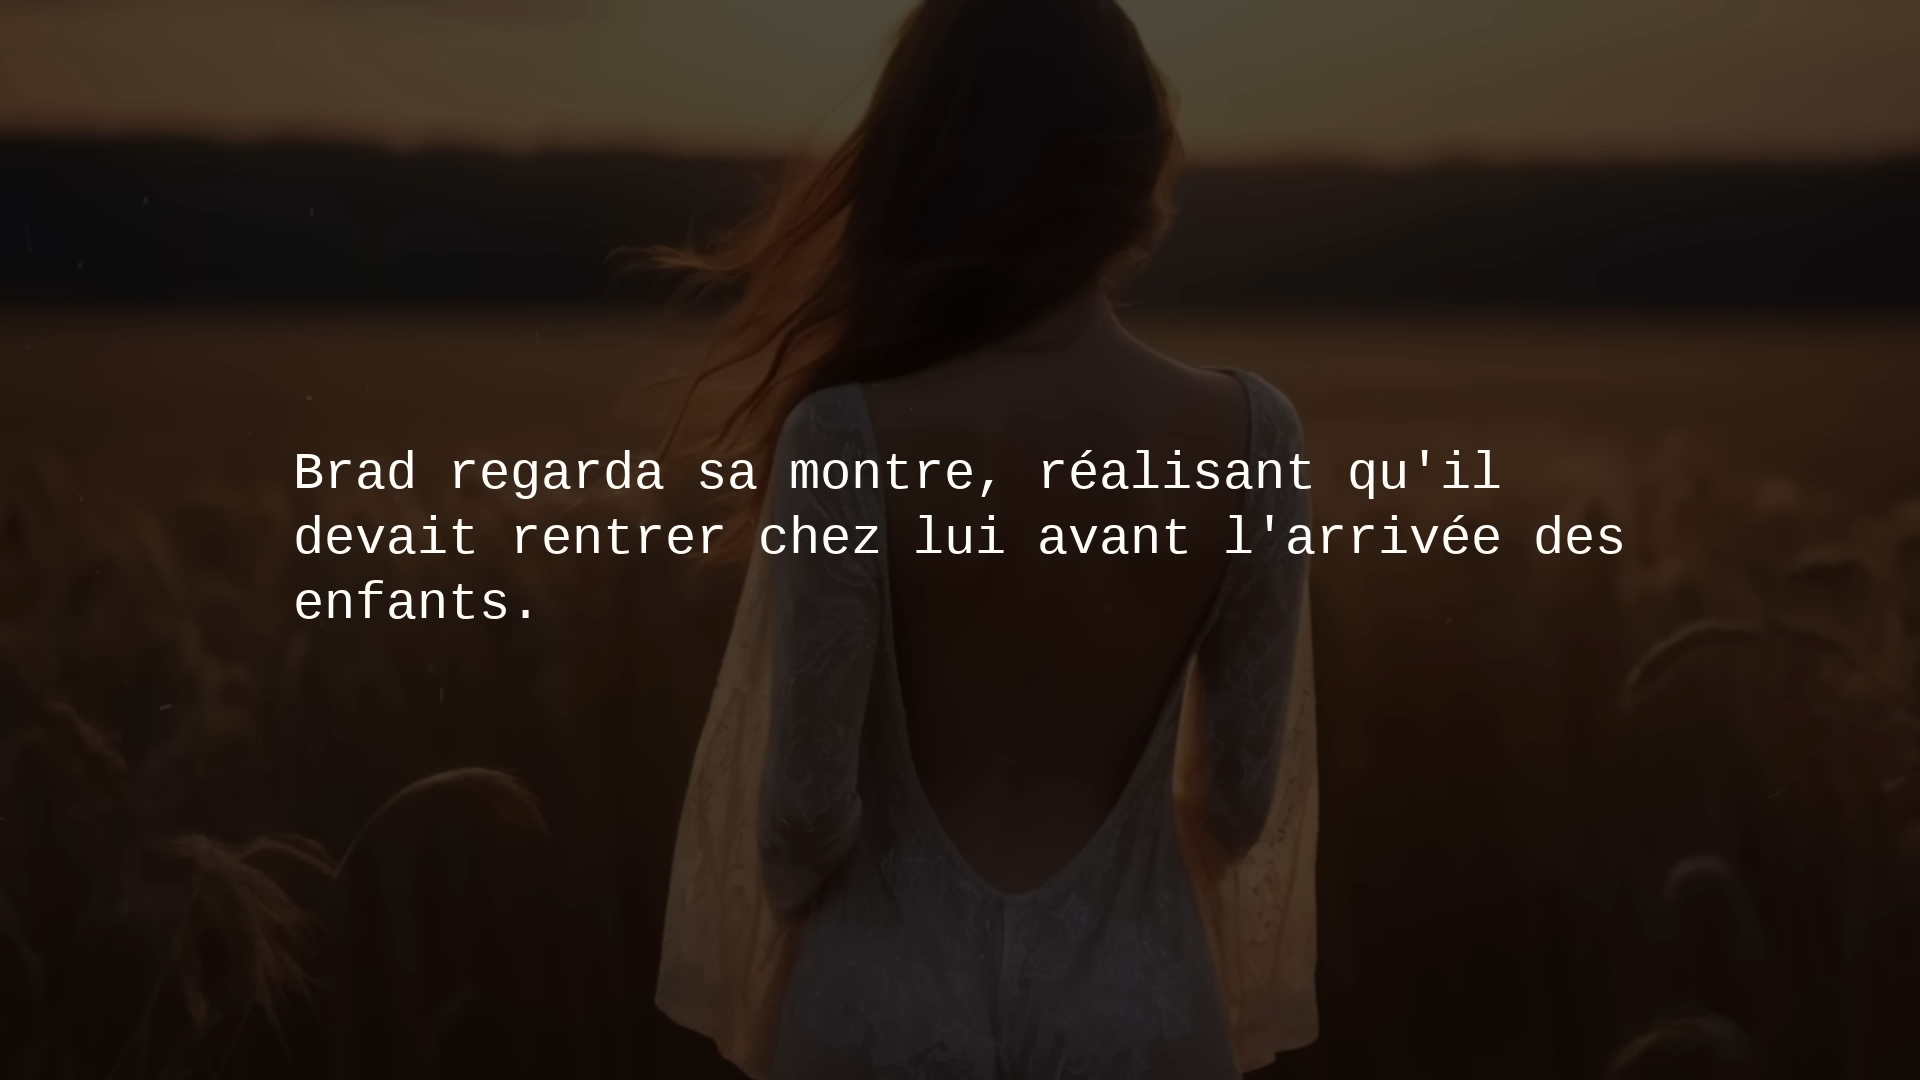 Brad regarda sa montre, réalisant qu'il
devait rentrer chez lui avant l'arrivée des
enfants.